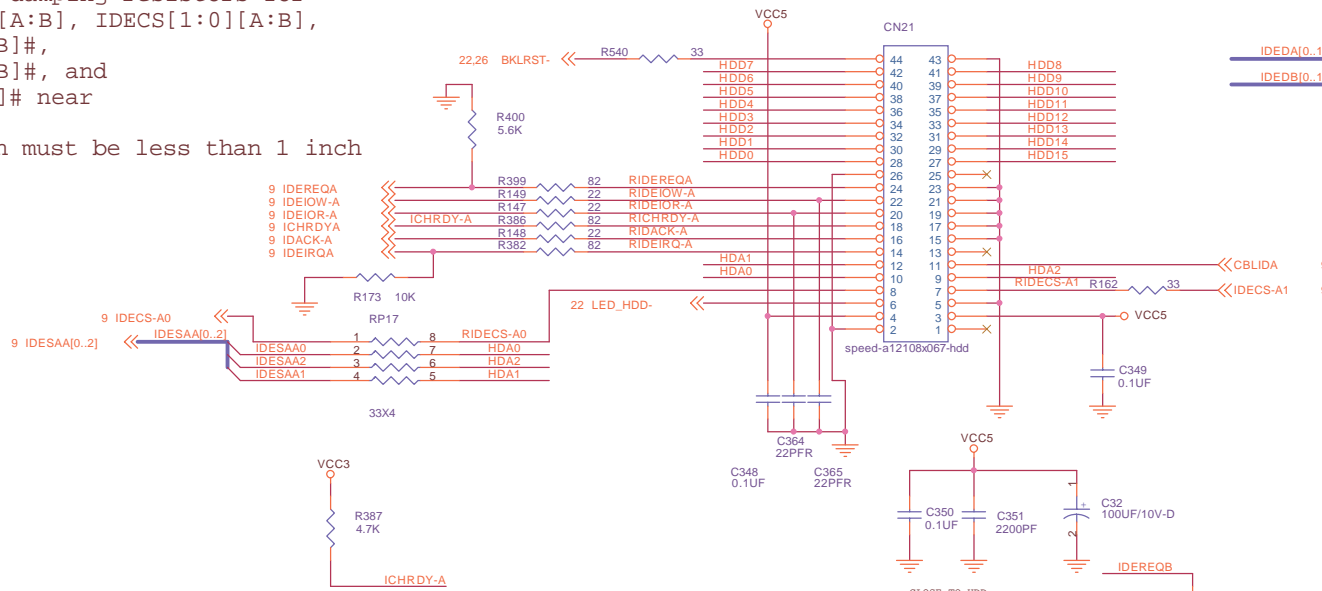 damping resistors for
[A:B], IDECS[1:0][A:B],
B]#,
B]#, and
]# near
must be less than 1 inch
VCC5
CN21
22,26 BKLRST- R540 33
44 43
HDD7 42 41 HDD8
HDD6 40 39 HDD9
HDD5 38 37 HDD10
HDD4 36 35 HDD11
HDD3 34 33 HDD12
HDD2 32 31 HDD13
HDD1 30 29 HDD14
HDD0 28 27 HDD15
26 25
IDEDA[0..1
IDEDB[0..1
R400
5.6K
9 IDEREQA R399 82 RIDEREQA 24 23
9 IDEIOW-A R149 22 RIDEIOW-A 22 21
9 IDEIOR-A R147 22 RIDEIOR-A 20 19
9 ICHRDYA ICHRDY-A R386 82 RICHRDY-A 18 17
9 IDACK-A R148 22 RIDACK-A 16 15
9 IDEIRQA R382 82 RIDEIRQ-A 14 13
HDA1 12 11 CBLIDA
HDA0 10 9 HDA2
8 7 RIDECS-A1 R162 33 IDECS-A1
22 LED_HDD- 6 5
4 3 VCC5
2 1
speed-a12108x067-hdd
R173 10K
RP17
9 IDECS-A0 1 8 RIDECS-A0
9 IDESAA[0..2] IDESAA[0..2]
IDESAA0 2 7 HDA0
IDESAA2 3 6 HDA2
IDESAA1 4 5 HDA1
33X4
C349
0.1UF
C364
22PFR
C348
0.1UF
C365
22PFR
VCC5
C350
0.1UF
C351
2200PF
1
+
C32
100UF/10V-D
2
VCC3
R387
4.7K
ICHRDY-A
IDEREQB